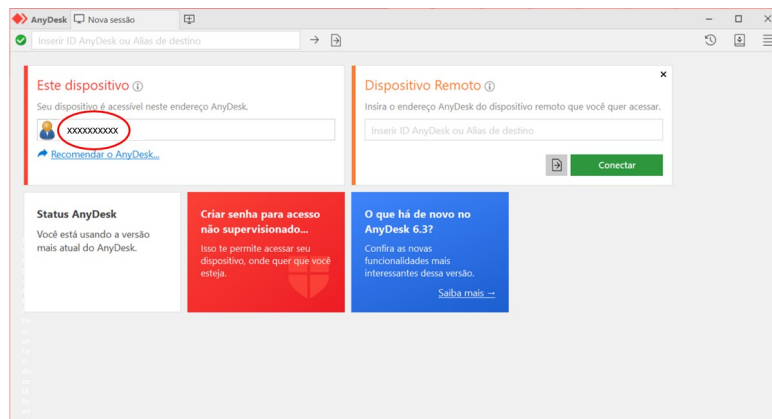 AnyDesk Nova sessão
Inserir ID AnyDesk ou Alias de destino
Este dispositivo
Seu dispositivo é acessível neste endereço AnyDesk.
xxxxxxxxxx
Recomendar o AnyDesk...
Dispositivo Remoto
Insira o endereço AnyDesk do dispositivo remoto que você quer acessar.
Inserir ID AnyDesk ou Alias de destino
Conectar
Status AnyDesk
Você está usando a versão
mais atual do AnyDesk.
Criar senha para acesso
não supervisionado...
Isso te permite acessar seu
dispositivo, onde quer que você
esteja.
O que há de novo no
AnyDesk 6.3?
Confira as novas
funcionalidades mais
interessantes dessa versão.
Saiba mais →